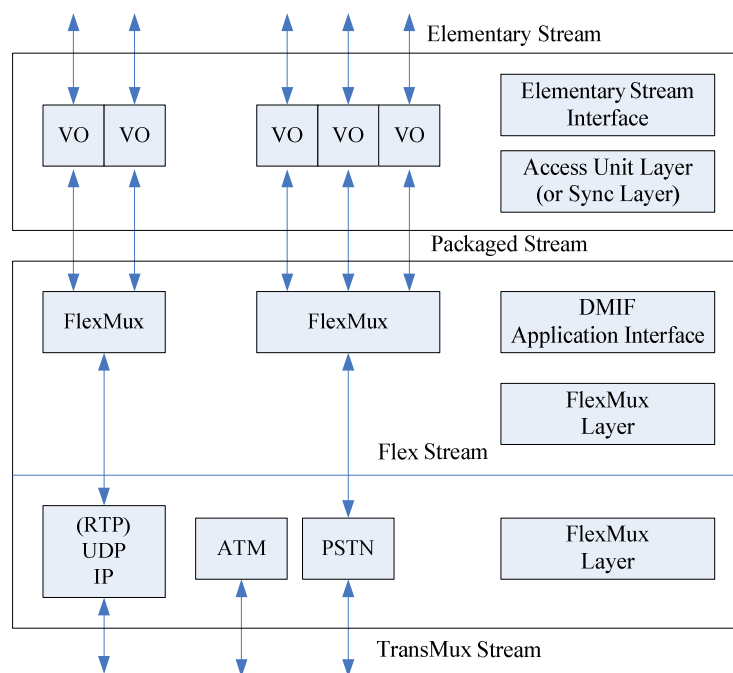 Elementary Stream
VO
VO
VO
VO
VO
Elementary Stream
Interface
Access Unit Layer
(or Sync Layer)
Packaged Stream
FlexMux
FlexMux
DMIF
Application Interface
FlexMux
Layer
Flex Stream
(RTP)
UDP
IP
ATM
PSTN
FlexMux
Layer
TransMux Stream